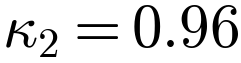 κ₂ = 0.96